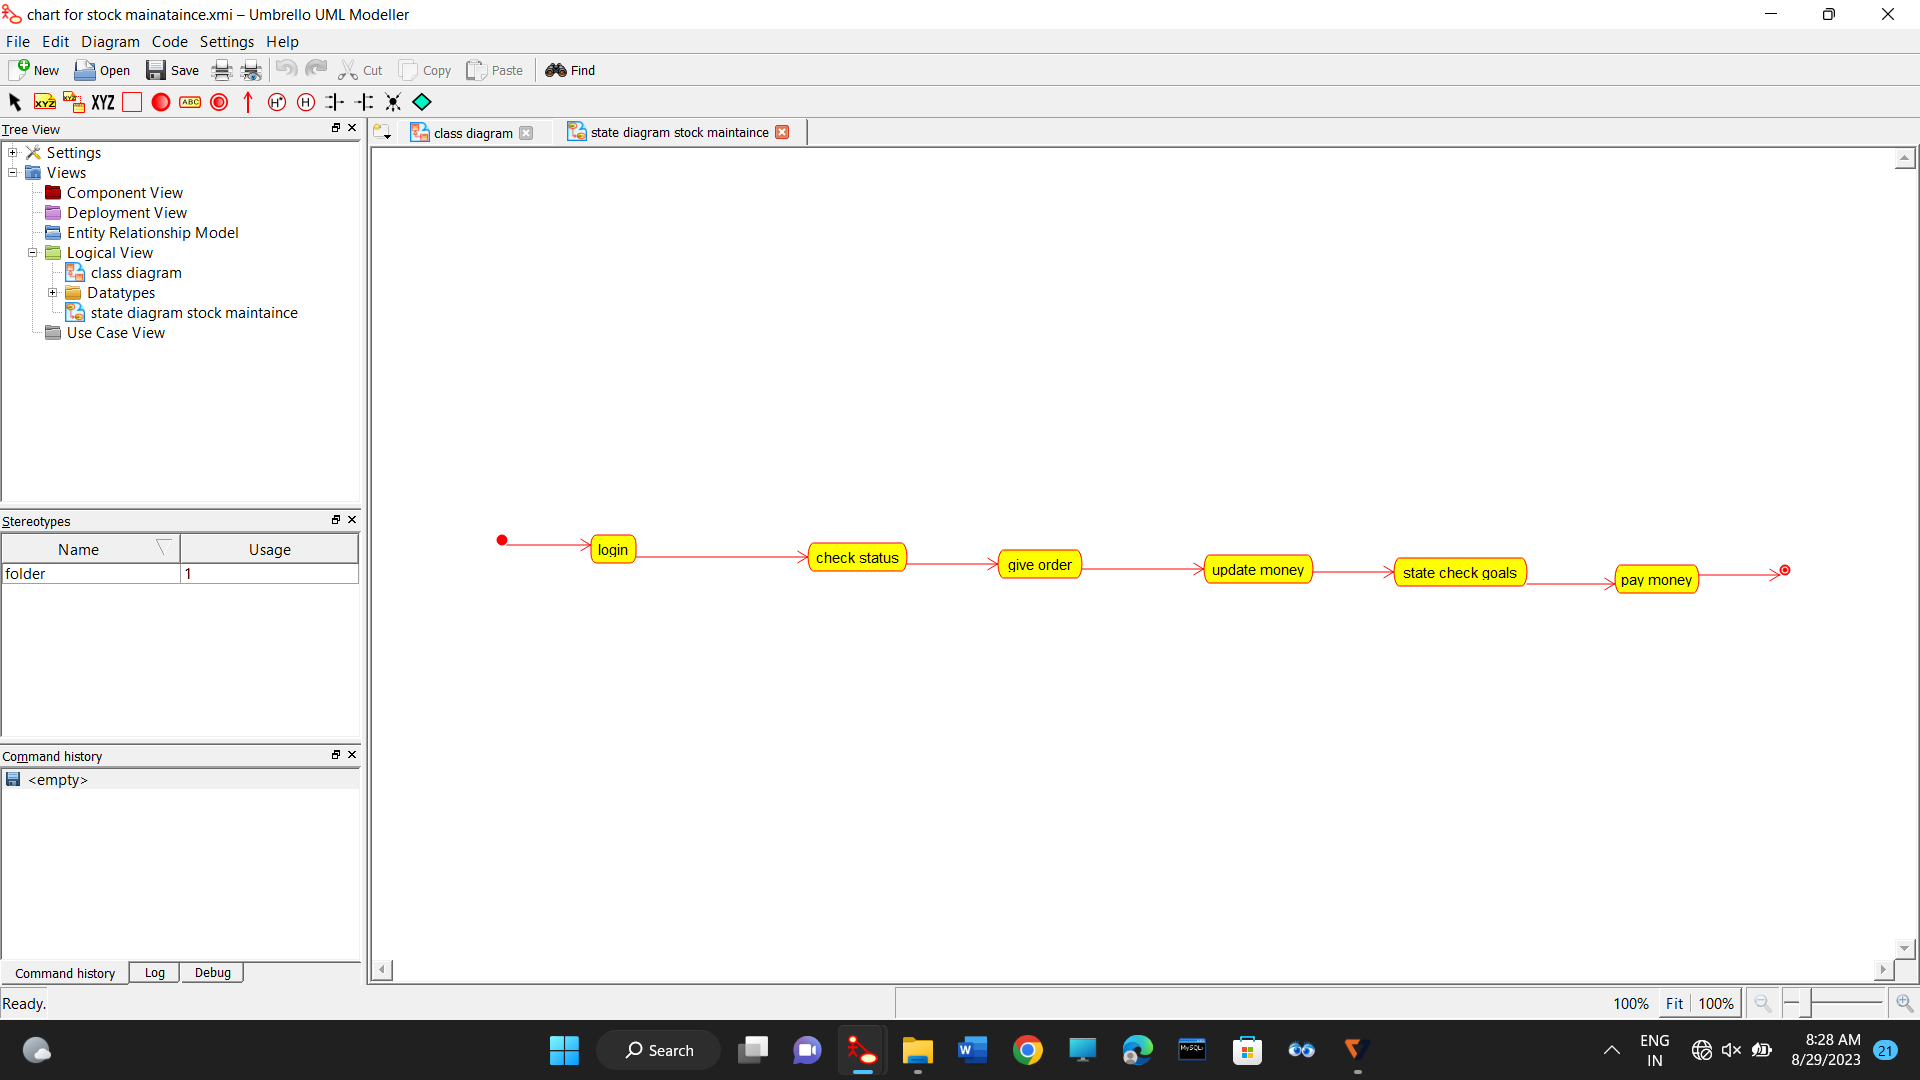 chart for stock mainataince.xmi – Umbrello UML Modeller
File Edit Diagram Code Settings Help
New Open Save Cut Copy Paste Find
XYZ XYZ XYZ ABC H* H
Tree View
class diagram
state diagram stock maintaince
Settings
Views
Component View
Deployment View
Entity Relationship Model
Logical View
class diagram
Datatypes
state diagram stock maintaince
Use Case View
Stereotypes
Name Usage
folder 1
Command history
<empty>
Command history Log Debug
login
check status
give order
update money
state check goals
pay money
Ready.
100% Fit 100%
Search
W
MySQL
ENG
IN
8:28 AM
8/29/2023
21